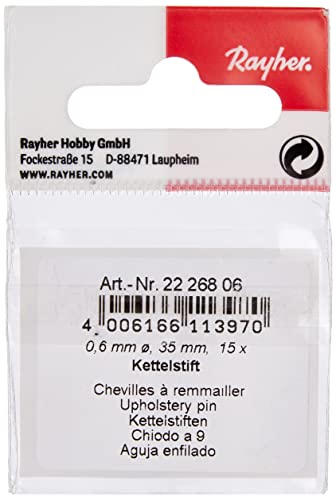 Rayher.
Rayher Hobby GmbH
Fockestraße 15 D-88471 Laupheim
WWW.RAYHER.COM
Art.-Nr. 22 268 06
4 006166 113970
0,6 mm ø, 35 mm, 15 x
Kettelstift
Chevilles à remmailler
Upholstery pin
Kettelstiften
Chiodo a 9
Aguja enfilado